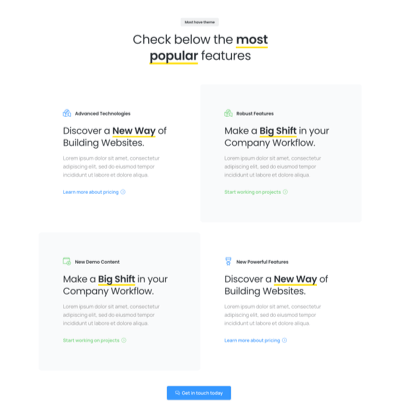 Must have theme
Check below the most
popular features
Advanced Technologies
Discover a New Way of
Building Websites.
Lorem ipsum dolor sit amet, consectetur
adipiscing elit, sed do eiusmod tempor
incididunt ut labore et dolore aliqua
Learn more about pricing
Robust Features
Make a Big Shift in your
Company Workflow.
Lorem ipsum dolor sit amet, consectetur
adipiscing elit, sed do eiusmod tempor
incididunt ut labore et dolore aliqua
Start working on projects
New Demo Content
Make a Big Shift in your
Company Workflow.
Lorem ipsum dolor sit amet, consectetur
adipiscing elit, sed do eiusmod tempor
incididunt ut labore et dolore aliqua
Start working on projects
New Powerful Features
Discover a New Way of
Building Websites.
Lorem ipsum dolor sit amet, consectetur
adipiscing elit, sed do eiusmod tempor
incididunt ut labore et dolore aliqua
Learn more about pricing
Get in touch today